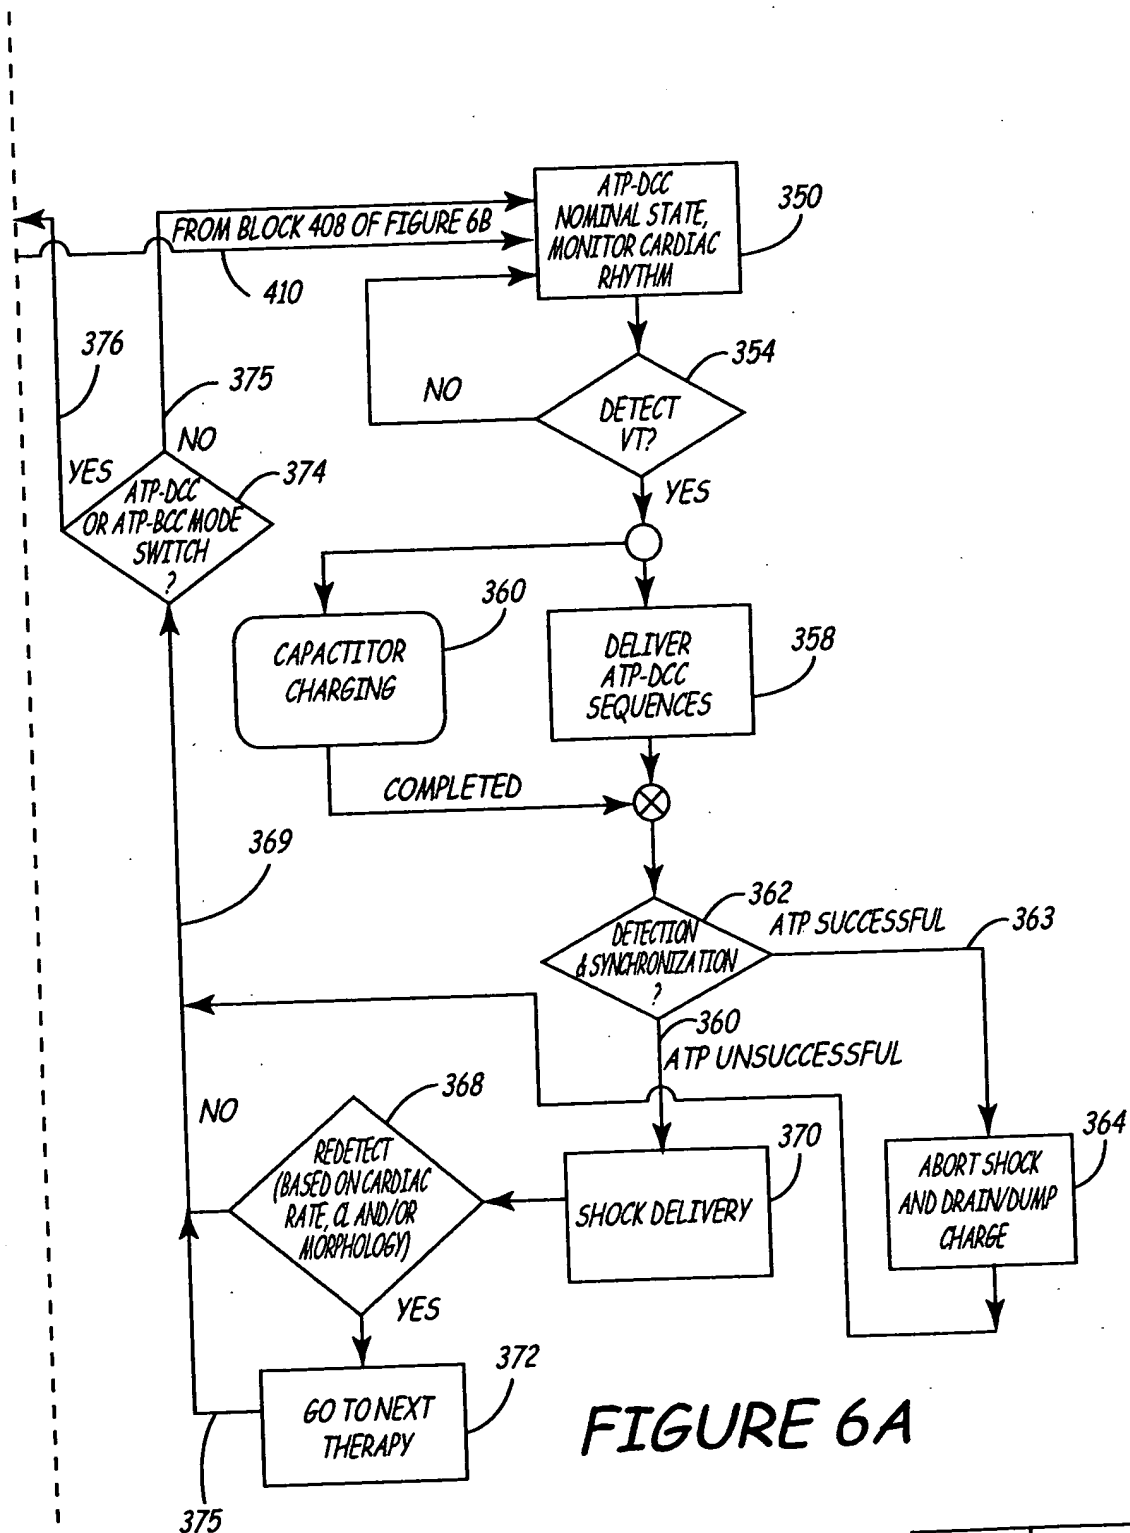 ATP-DCC
NOMINAL STATE,
MONITOR CARDIAC
RHYTHM
350
FROM BLOCK 408 OF FIGURE 6B
410
376
375
354
NO
DETECT
VT?
YES
NO
YES
374
ATP-DCC
OR ATP-BCC MODE
SWITCH
?
360
CAPACTITOR
CHARGING
DELIVER
ATP-DCC
SEQUENCES
358
COMPLETED
369
362
DETECTION
& SYNCHRONIZATION
?
ATP SUCCESSFUL
363
360
ATP UNSUCCESSFUL
368
NO
REDETECT
(BASED ON CARDIAC
RATE, CL AND/OR
MORPHOLOGY)
YES
370
SHOCK DELIVERY
364
ABORT SHOCK
AND DRAIN/DUMP
CHARGE
372
GO TO NEXT
THERAPY
375
FIGURE 6A